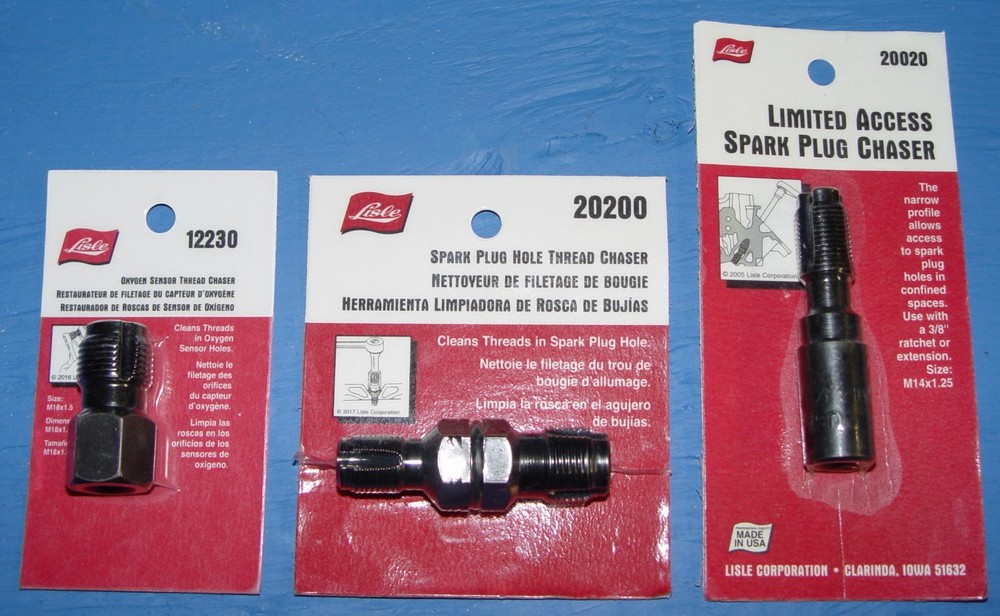 Lisle
12230
OXYGEN SENSOR THREAD CHASER
RESTAURATEUR DE FILETAGE DU CAPTEUR D'OXYGÈNE
RESTAURADOR DE ROSCAS DE SENSOR DE OXÍGENO
Cleans Threads
in Oxygen
Sensor Holes.
Nettoie le
filetage des
orifices
du capteur
d'oxygène.
Limpia las
roscas en los
orificios de los
sensores de
oxígeno.
© 2016
Size:
M18x1.5
Lisle
20200
SPARK PLUG HOLE THREAD CHASER
NETTOYEUR DE FILETAGE DE BOUGIE
HERRAMIENTA LIMPIADORA DE ROSCA DE BUJÍAS
Cleans Threads in Spark Plug Hole.
Nettoie le filetage du trou de
bougie d'allumage.
Limpia la rosca en el agujero
de bujías.
© 2017 Lisle Corporation
Lisle
20020
LIMITED ACCESS
SPARK PLUG CHASER
The
narrow
profile
allows
access
to spark
plug
holes in
confined
spaces.
Use with
a 3/8"
ratchet or
extension.
Size:
M14x1.25
© 2005 Lisle Corporation
MADE
IN USA
LISLE CORPORATION • CLARINDA, IOWA 51632